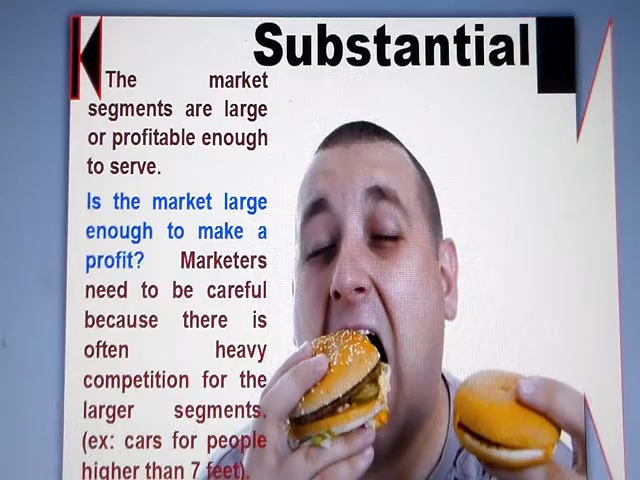 Substantial
The market
segments are large
or profitable enough
to serve.
Is the market large
enough to make a
profit? Marketers
need to be careful
because there is
often heavy
competition for the
larger segments.
(ex: cars for people
higher than 7 feet).